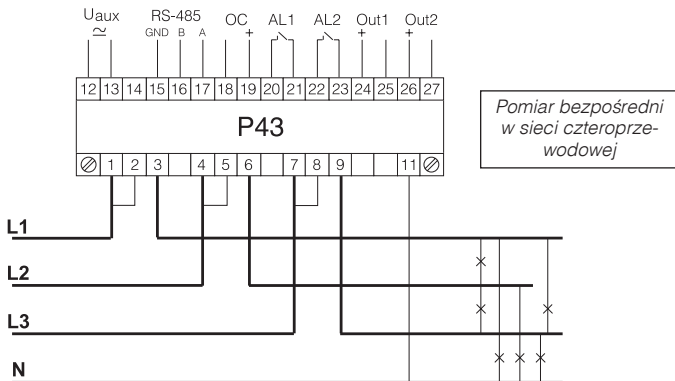 Uaux RS-485 OC AL1 AL2 Out1 Out2
≃ GND B A + + +
12 13 14 15 16 17 18 19 20 21 22 23 24 25 26 27
P43
1 2 3 4 5 6 7 8 9 11
Pomiar bezpośredni
w sieci czteroprze-
wodowej
L1
L2
L3
N